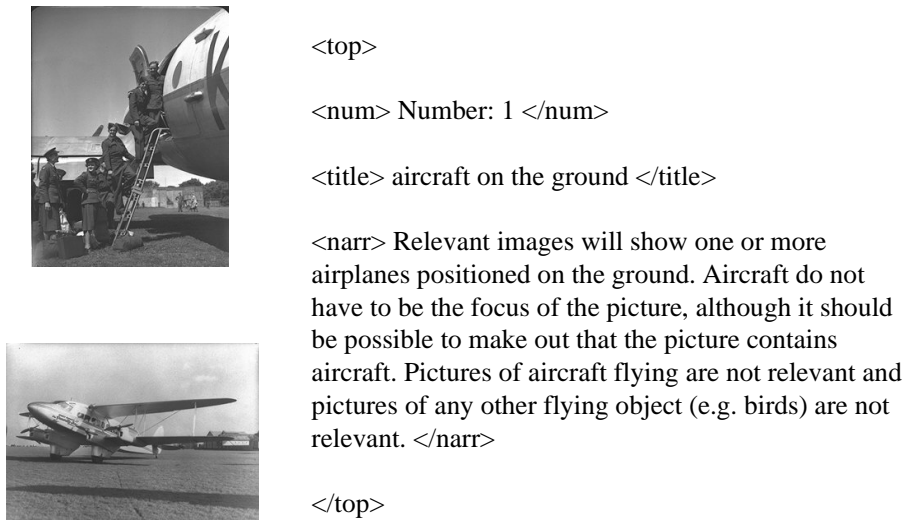 <top>
<num> Number: 1 </num>
<title> aircraft on the ground </title>
<narr> Relevant images will show one or more
airplanes positioned on the ground. Aircraft do not
have to be the focus of the picture, although it should
be possible to make out that the picture contains
aircraft. Pictures of aircraft flying are not relevant and
pictures of any other flying object (e.g. birds) are not
relevant. </narr>
</top>